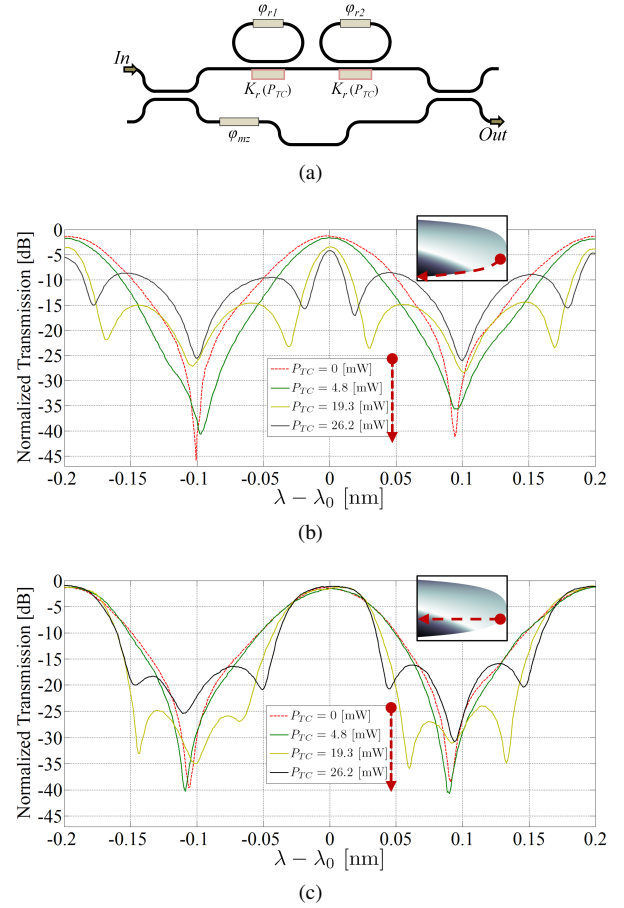 φr1 φr2
In
Kr(PTC) Kr(PTC)
φmz
Out
(a)
Normalized Transmission [dB]
0
-5
-10
-15
-20
-25
-30
-35
-40
-45
PTC = 0 [mW]
PTC = 4.8 [mW]
PTC = 19.3 [mW]
PTC = 26.2 [mW]
-0.2 -0.15 -0.1 -0.05 0 0.05 0.1 0.15 0.2
λ − λ0 [nm]
(b)
Normalized Transmission [dB]
0
-5
-10
-15
-20
-25
-30
-35
-40
-45
PTC = 0 [mW]
PTC = 4.8 [mW]
PTC = 19.3 [mW]
PTC = 26.2 [mW]
-0.2 -0.15 -0.1 -0.05 0 0.05 0.1 0.15 0.2
λ − λ0 [nm]
(c)